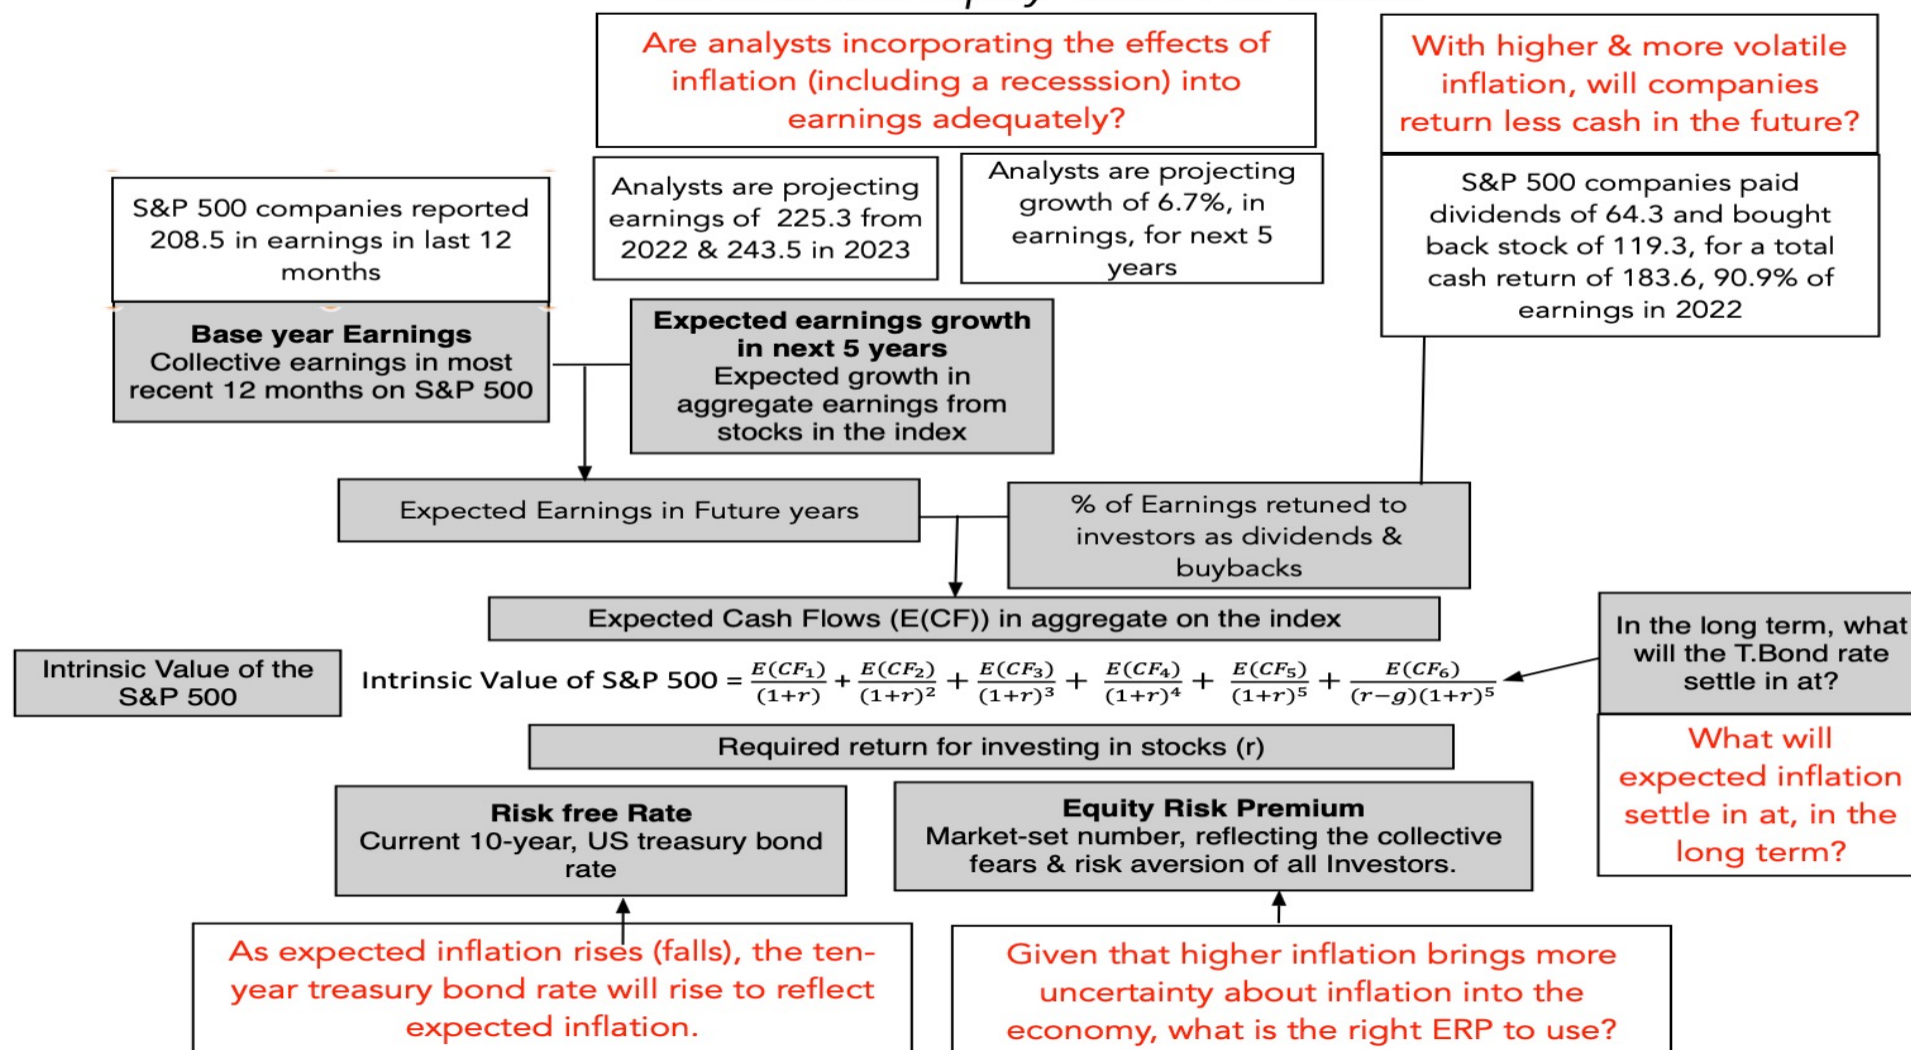 Are analysts incorporating the effects of
inflation (including a recesssion) into
earnings adequately?
With higher & more volatile
inflation, will companies
return less cash in the future?
S&P 500 companies reported
208.5 in earnings in last 12
months
Analysts are projecting
earnings of 225.3 from
2022 & 243.5 in 2023
Analysts are projecting
growth of 6.7%, in
earnings, for next 5
years
S&P 500 companies paid
dividends of 64.3 and bought
back stock of 119.3, for a total
cash return of 183.6, 90.9% of
earnings in 2022
Base year Earnings
Collective earnings in most
recent 12 months on S&P 500
Expected earnings growth
in next 5 years
Expected growth in
aggregate earnings from
stocks in the index
Expected Earnings in Future years
% of Earnings retuned to
investors as dividends &
buybacks
Expected Cash Flows (E(CF)) in aggregate on the index
Intrinsic Value of the
S&P 500
Intrinsic Value of S&P 500 = E(CF₁)/(1+r) + E(CF₂)/(1+r)² + E(CF₃)/(1+r)³ + E(CF₄)/(1+r)⁴ + E(CF₅)/(1+r)⁵ + E(CF₆)/(r−g)(1+r)⁵
In the long term, what
will the T.Bond rate
settle in at?
What will
expected inflation
settle in at, in the
long term?
Required return for investing in stocks (r)
Risk free Rate
Current 10-year, US treasury bond
rate
Equity Risk Premium
Market-set number, reflecting the collective
fears & risk aversion of all Investors.
As expected inflation rises (falls), the ten-
year treasury bond rate will rise to reflect
expected inflation.
Given that higher inflation brings more
uncertainty about inflation into the
economy, what is the right ERP to use?